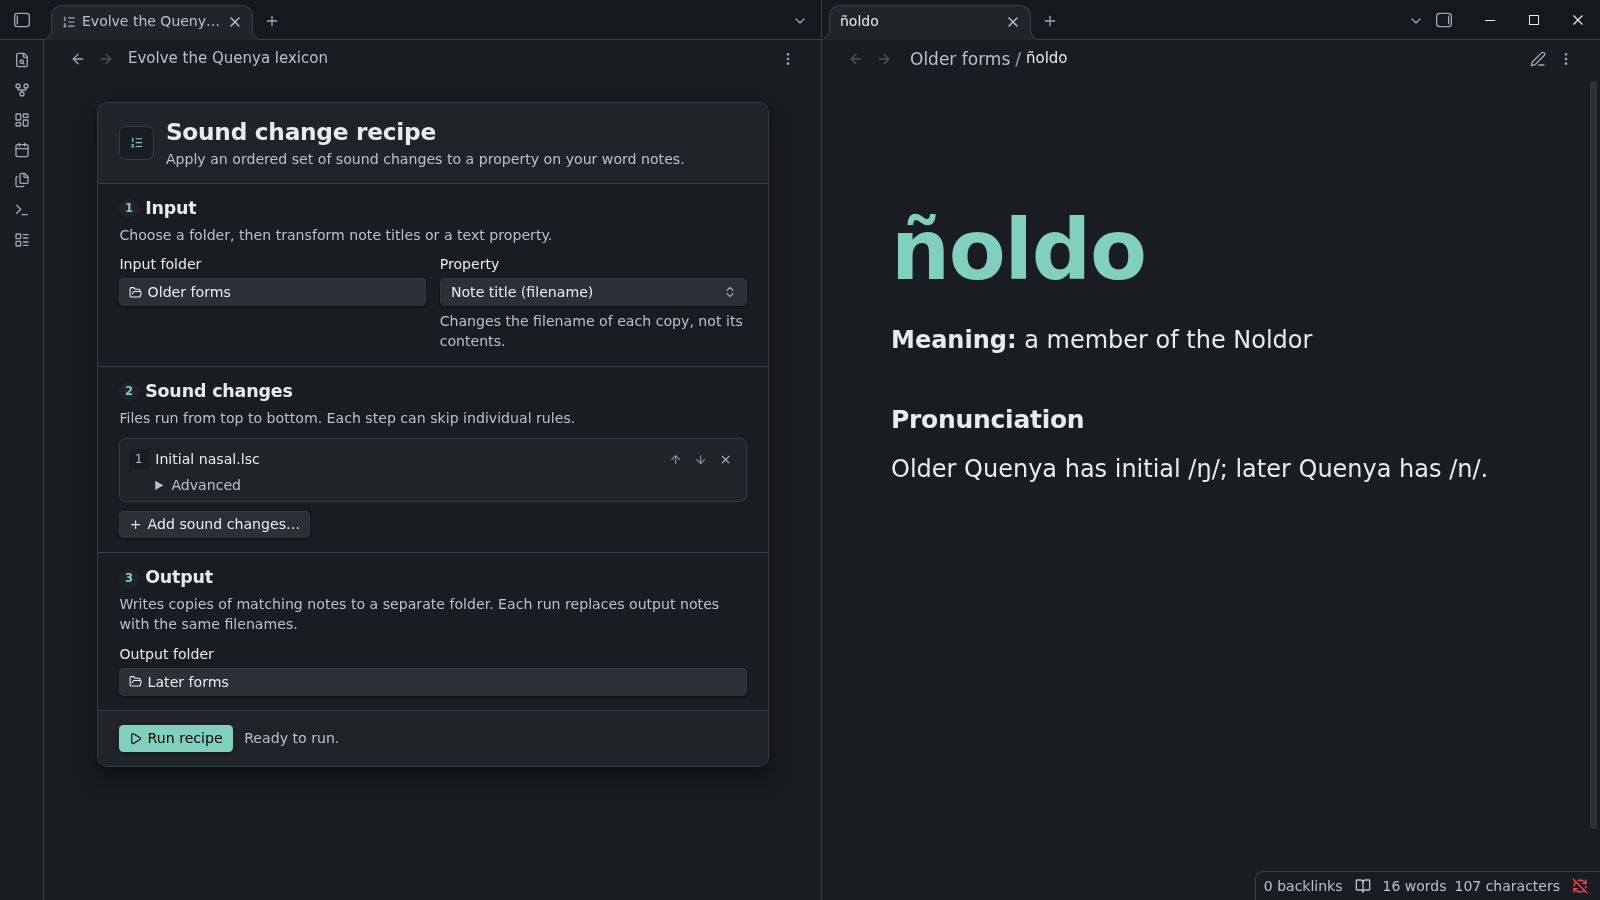 Evolve the Queny...
ñoldo
Evolve the Quenya lexicon
Older forms / ñoldo
Sound change recipe
Apply an ordered set of sound changes to a property on your word notes.
1 Input
Choose a folder, then transform note titles or a text property.
Input folder
Older forms
Property
Note title (filename)
Changes the filename of each copy, not its
contents.
2 Sound changes
Files run from top to bottom. Each step can skip individual rules.
1 Initial nasal.lsc
Advanced
Add sound changes...
3 Output
Writes copies of matching notes to a separate folder. Each run replaces output notes
with the same filenames.
Output folder
Later forms
Run recipe
Ready to run.
ñoldo
Meaning: a member of the Noldor
Pronunciation
Older Quenya has initial /ŋ/; later Quenya has /n/.
0 backlinks 16 words 107 characters